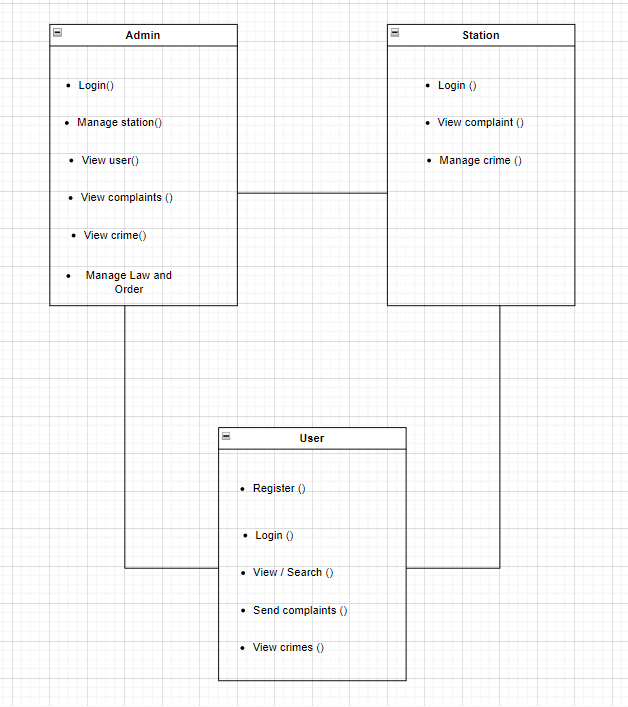 Admin
Login()
Manage station()
View user()
View complaints ()
View crime()
Manage Law and
Order
Station
Login ()
View complaint ()
Manage crime ()
User
Register ()
Login ()
View / Search ()
Send complaints ()
View crimes ()